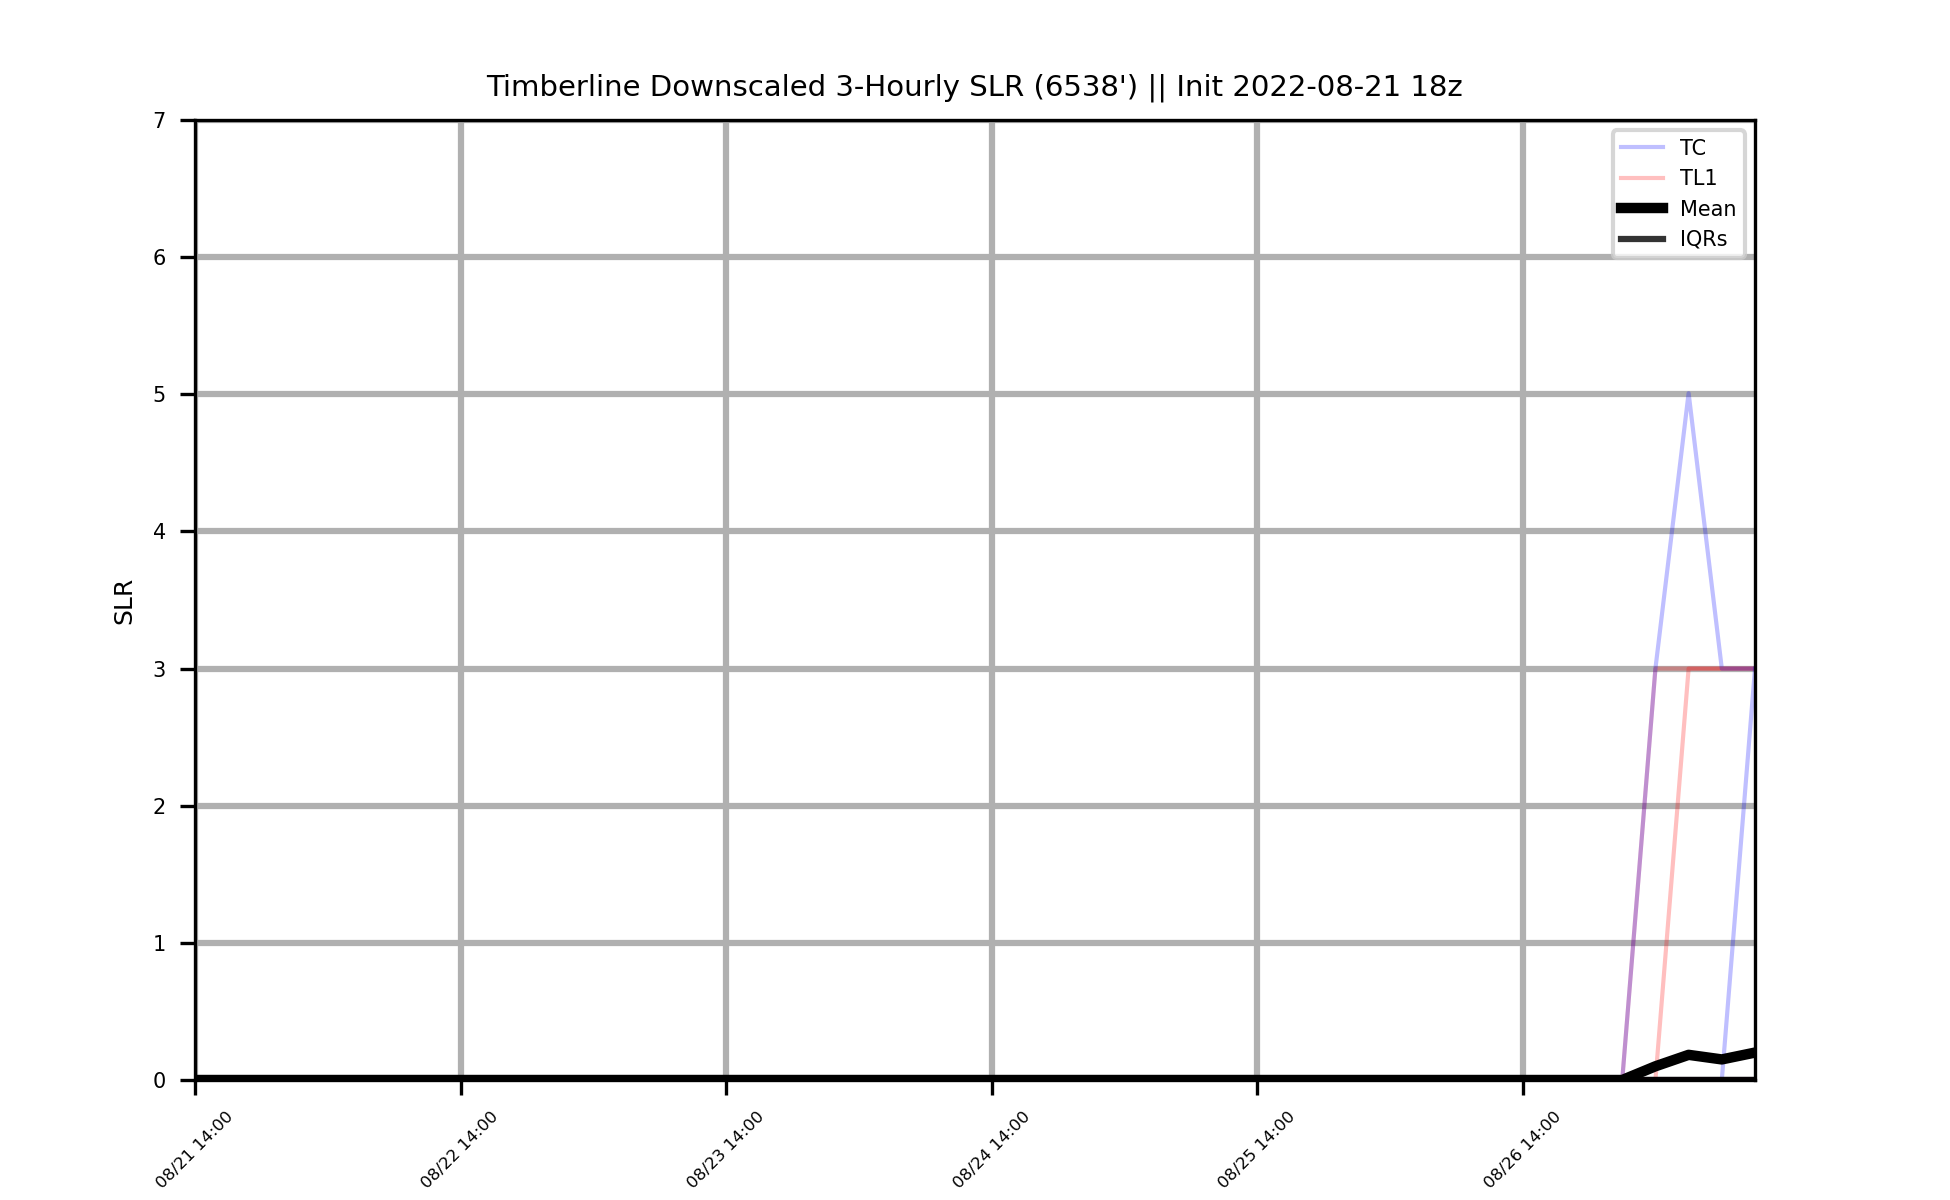 Timberline Downscaled 3-Hourly SLR (6538') || Init 2022-08-21 18z
TC
TL1
Mean
IQRs
SLR
7
6
5
4
3
2
1
0
08/21 14:00
08/22 14:00
08/23 14:00
08/24 14:00
08/25 14:00
08/26 14:00